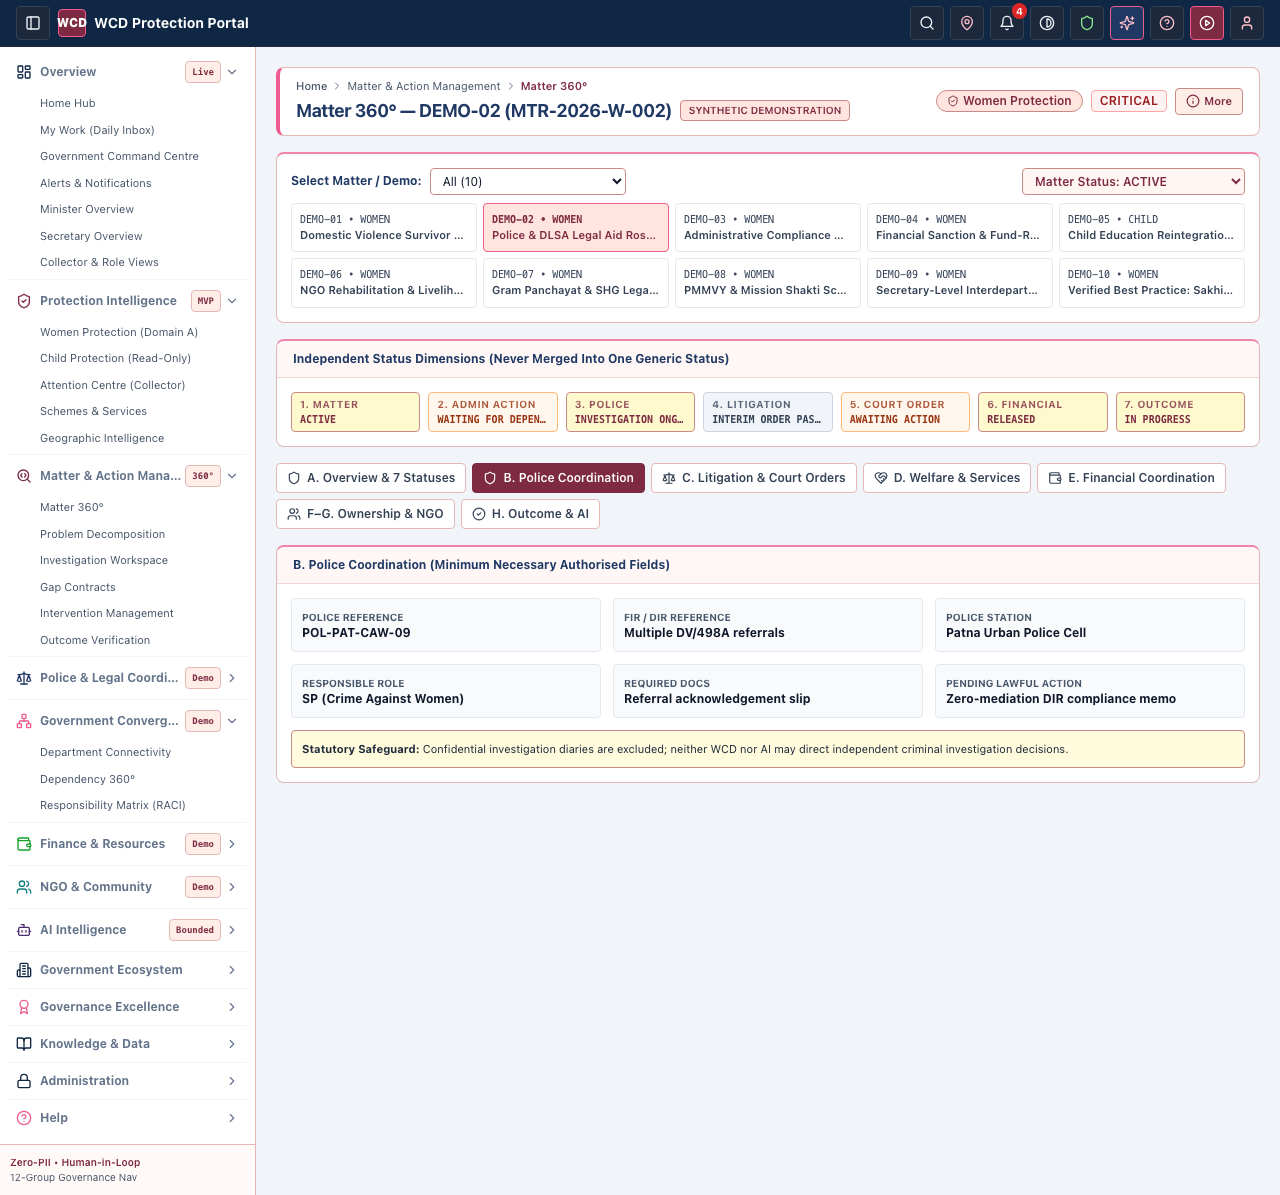 WCD WCD Protection Portal 4
Overview Live
Home Hub
My Work (Daily Inbox)
Government Command Centre
Alerts & Notifications
Minister Overview
Secretary Overview
Collector & Role Views
Protection Intelligence MVP
Women Protection (Domain A)
Child Protection (Read-Only)
Attention Centre (Collector)
Schemes & Services
Geographic Intelligence
Matter & Action Mana... 360°
Matter 360°
Problem Decomposition
Investigation Workspace
Gap Contracts
Intervention Management
Outcome Verification
Police & Legal Coordi... Demo
Government Converg... Demo
Department Connectivity
Dependency 360°
Responsibility Matrix (RACI)
Finance & Resources Demo
NGO & Community Demo
AI Intelligence Bounded
Government Ecosystem
Governance Excellence
Knowledge & Data
Administration
Help
Zero-PII • Human-in-Loop
12-Group Governance Nav
Home > Matter & Action Management > Matter 360°
Matter 360° — DEMO-02 (MTR-2026-W-002) SYNTHETIC DEMONSTRATION
Women Protection CRITICAL More
Select Matter / Demo: All (10) Matter Status: ACTIVE
DEMO-01 • WOMEN
Domestic Violence Survivor ...
DEMO-02 • WOMEN
Police & DLSA Legal Aid Ros...
DEMO-03 • WOMEN
Administrative Compliance ...
DEMO-04 • WOMEN
Financial Sanction & Fund-R...
DEMO-05 • CHILD
Child Education Reintegratio...
DEMO-06 • WOMEN
NGO Rehabilitation & Livelih...
DEMO-07 • WOMEN
Gram Panchayat & SHG Lega...
DEMO-08 • WOMEN
PMMVY & Mission Shakti Sc...
DEMO-09 • WOMEN
Secretary-Level Interdepart...
DEMO-10 • WOMEN
Verified Best Practice: Sakhi...
Independent Status Dimensions (Never Merged Into One Generic Status)
1. MATTER
ACTIVE
2. ADMIN ACTION
WAITING FOR DEPEN...
3. POLICE
INVESTIGATION ONG...
4. LITIGATION
INTERIM ORDER PAS...
5. COURT ORDER
AWAITING ACTION
6. FINANCIAL
RELEASED
7. OUTCOME
IN PROGRESS
A. Overview & 7 Statuses
B. Police Coordination
C. Litigation & Court Orders
D. Welfare & Services
E. Financial Coordination
F–G. Ownership & NGO
H. Outcome & AI
B. Police Coordination (Minimum Necessary Authorised Fields)
POLICE REFERENCE
POL-PAT-CAW-09
FIR / DIR REFERENCE
Multiple DV/498A referrals
POLICE STATION
Patna Urban Police Cell
RESPONSIBLE ROLE
SP (Crime Against Women)
REQUIRED DOCS
Referral acknowledgement slip
PENDING LAWFUL ACTION
Zero-mediation DIR compliance memo
Statutory Safeguard: Confidential investigation diaries are excluded; neither WCD nor AI may direct independent criminal investigation decisions.